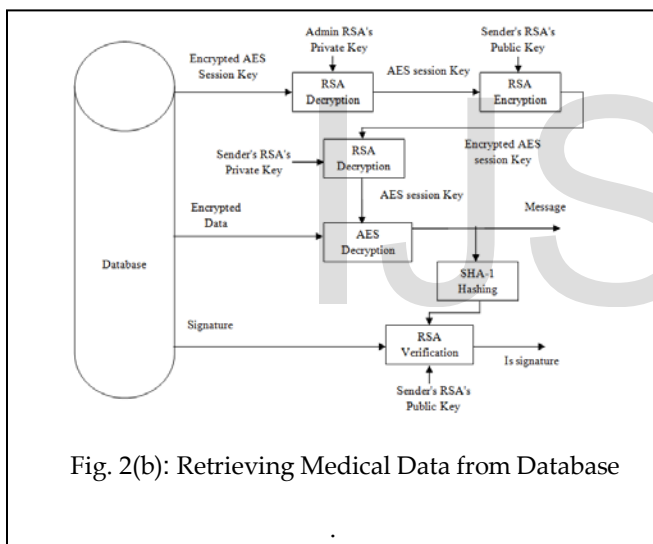 Admin RSA's
Private Key
Sender's RSA's
Public Key
Encrypted AES
Session Key
AES session Key
RSA
Decryption
RSA
Encryption
Sender's RSA's
Private Key
RSA
Decryption
Encrypted AES
session Key
AES session Key
Encrypted
Data
Message
AES
Decryption
Database
SHA-1
Hashing
Signature
RSA
Verification
Is signature
Sender's RSA's
Public Key
IJS
Fig. 2(b): Retrieving Medical Data from Database
.